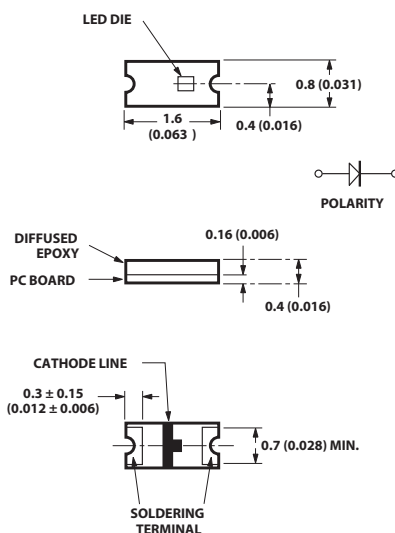 LED DIE
0.8 (0.031)
1.6
(0.063 )
0.4 (0.016)
POLARITY
DIFFUSED
EPOXY
0.16 (0.006)
PC BOARD
0.4 (0.016)
CATHODE LINE
0.3 ± 0.15
(0.012 ± 0.006)
0.7 (0.028) MIN.
SOLDERING
TERMINAL